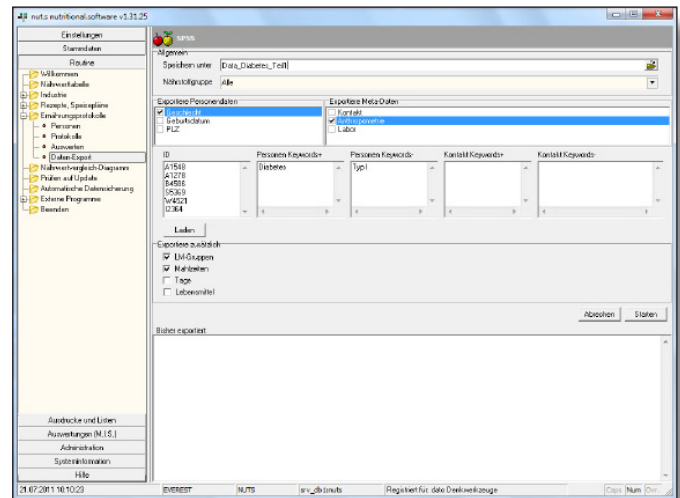 nut.s nutritional.software v1.31.25
Einstellungen
Stammdaten
Routine
Willkommen
Nährwerttabelle
Industrie
Rezepte, Speisepläne
Ernährungsprotokolle
Personen
Protokolle
Auswerten
Daten-Export
Nährwertvergleich-Diagramm
Prüfen auf Update
Automatische Datensicherung
Externe Programme
Beenden
Ausdrucke und Listen
Auswertungen (M.I.S.)
Administration
Systeminformation
Hilfe
SPSS
Allgemein
Speichern unter Data_Diabetes_Teil1
Nährstoffgruppe Alle
Exportiere Personendaten
Geschlecht
Geburtsdatum
PLZ
Exportiere Meta-Daten
Kontakt
Anthropometrie
Labor
ID
A1548
A1278
B4586
S5369
W4521
I2364
Personen Keywords+
Diabetes
Personen Keywords-
Typ I
Kontakt Keywords+
Kontakt Keywords-
Laden
Exportiere zusätzlich
LM-Gruppen
Mahlzeiten
Tage
Lebensmittel
Abbrechen Starten
Bisher exportiert
21.07.2011 10:10:23 EVEREST NUTS srv_db:snuts Registriert für: dato Denkwerkzeuge Caps Num Ovr